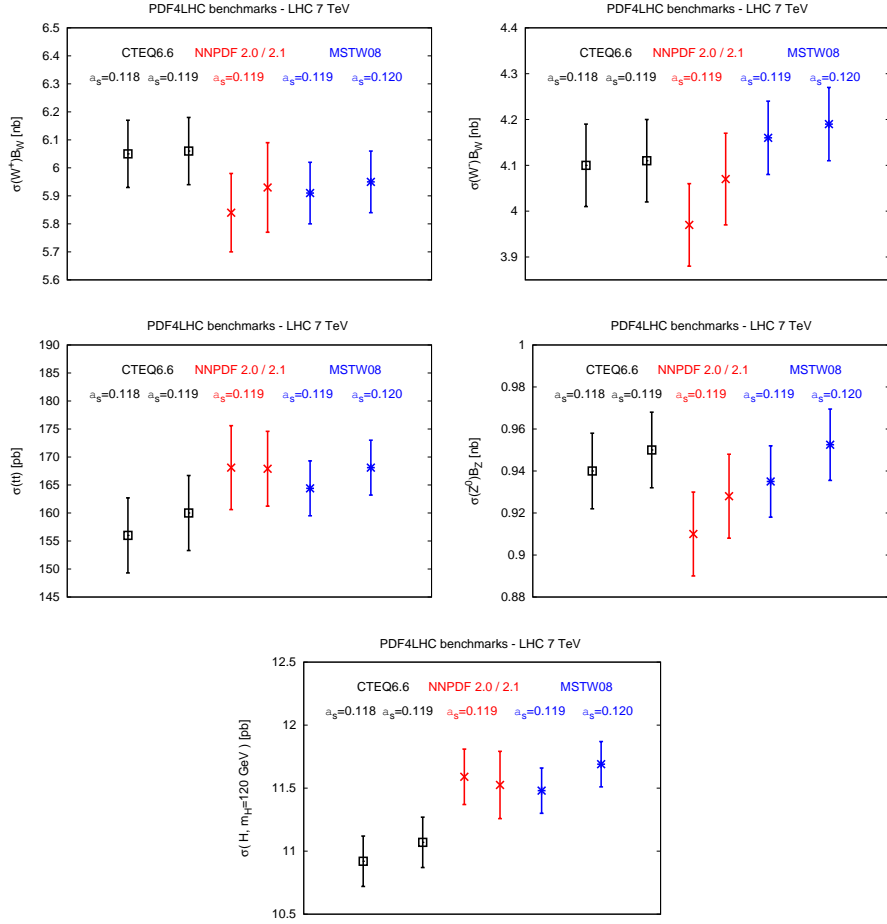 PDF4LHC benchmarks - LHC 7 TeV
CTEQ6.6 NNPDF 2.0 / 2.1 MSTW08
aₛ=0.118 aₛ=0.119 aₛ=0.119 aₛ=0.119 aₛ=0.120
6.5
6.4
6.3
6.2
6.1
6
5.9
5.8
5.7
5.6
σ(W⁺)B_W [nb]
PDF4LHC benchmarks - LHC 7 TeV
CTEQ6.6 NNPDF 2.0 / 2.1 MSTW08
aₛ=0.118 aₛ=0.119 aₛ=0.119 aₛ=0.119 aₛ=0.120
4.4
4.3
4.2
4.1
4
3.9
σ(W⁻)B_W [nb]
PDF4LHC benchmarks - LHC 7 TeV
CTEQ6.6 NNPDF 2.0 / 2.1 MSTW08
aₛ=0.118 aₛ=0.119 aₛ=0.119 aₛ=0.119 aₛ=0.120
190
185
180
175
170
165
160
155
150
145
σ(tt) [pb]
PDF4LHC benchmarks - LHC 7 TeV
CTEQ6.6 NNPDF 2.0 / 2.1 MSTW08
aₛ=0.118 aₛ=0.119 aₛ=0.119 aₛ=0.119 aₛ=0.120
1
0.98
0.96
0.94
0.92
0.9
0.88
σ(Z⁰)B_Z [nb]
PDF4LHC benchmarks - LHC 7 TeV
CTEQ6.6 NNPDF 2.0 / 2.1 MSTW08
aₛ=0.118 aₛ=0.119 aₛ=0.119 aₛ=0.119 aₛ=0.120
12.5
12
11.5
11
10.5
σ( H, m_H=120 GeV ) [pb]